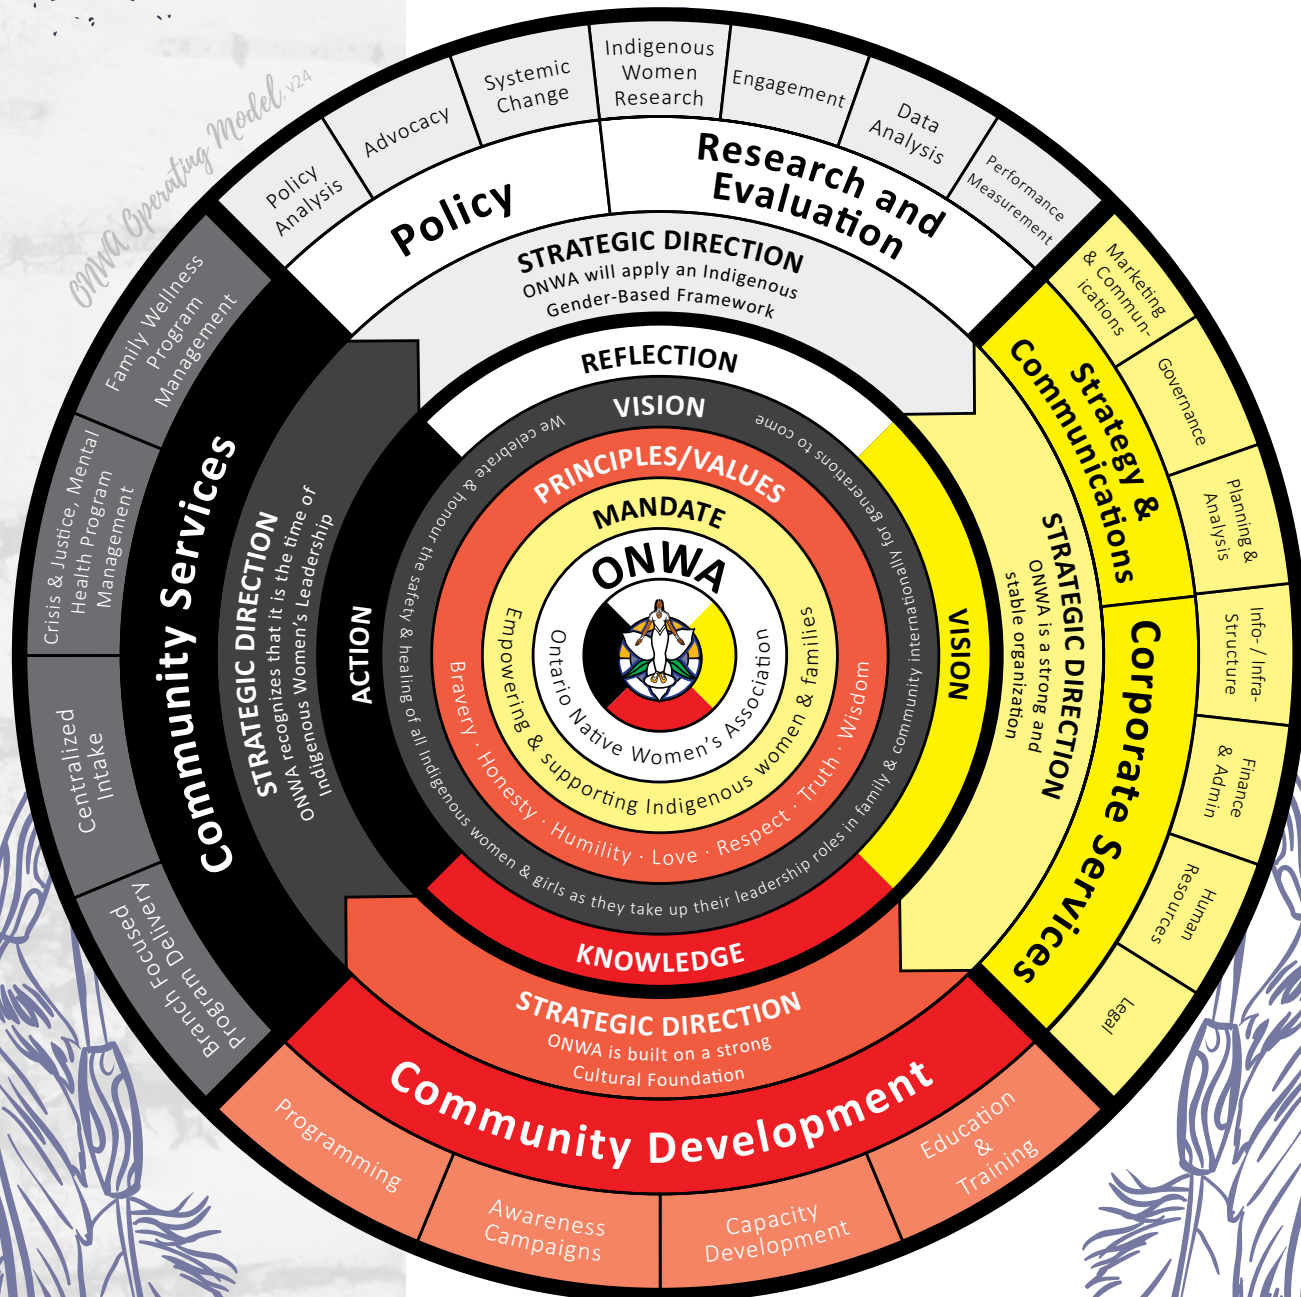 ONWA Operating Model, v24
Policy
Analysis
Advocacy
Systemic
Change
Indigenous
Women
Research
Engagement
Data
Analysis
Performance
Measurement
Policy
Research and
Evaluation
STRATEGIC DIRECTION
ONWA will apply an Indigenous
Gender-Based Framework
REFLECTION
Marketing
& Commun-
ications
Governance
Planning &
Analysis
Info- / Infra-
Structure
Finance
& Admin
Human
Resources
Legal
Strategy &
Communications
Corporate Services
STRATEGIC DIRECTION
ONWA is a strong and
stable organization
VISION
Education
&
Training
Capacity
Development
Awareness
Campaigns
Programming
Community Development
STRATEGIC DIRECTION
ONWA is built on a strong
Cultural Foundation
KNOWLEDGE
Branch Focused
Program Delivery
Centralized
Intake
Crisis & Justice, Mental
Health Program
Management
Family Wellness
Program
Management
Community Services
STRATEGIC DIRECTION
ONWA recognizes that it is the time of
Indigenous Women's Leadership
ACTION
VISION
We celebrate & honour the safety & healing of all Indigenous women & girls as they take up their leadership roles in family & community internationally for generations to come
PRINCIPLES/VALUES
Bravery · Honesty · Humility · Love · Respect · Truth · Wisdom
MANDATE
Empowering & supporting Indigenous women & families
ONWA
Ontario Native Women's Association